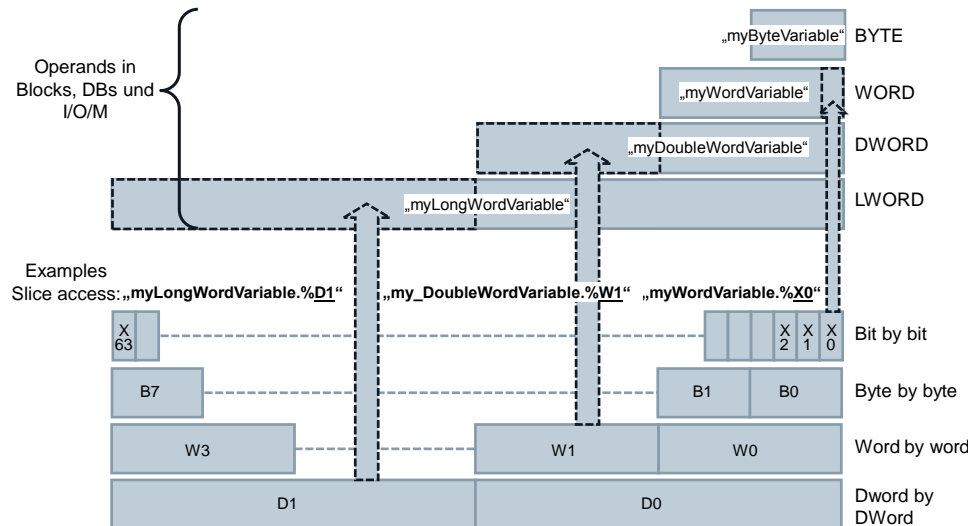 „myByteVariable“ BYTE
Operands in
Blocks, DBs und
I/O/M
„myWordVariable“ WORD
„myDoubleWordVariable“ DWORD
„myLongWordVariable“ LWORD
Examples
Slice access: „myLongWordVariable.%D1“ „my_DoubleWordVariable.%W1“ „myWordVariable.%X0“
X
63
X
2
X
1
X
0
Bit by bit
B7 B1 B0 Byte by byte
W3 W1 W0 Word by word
D1 D0 Dword by
DWord